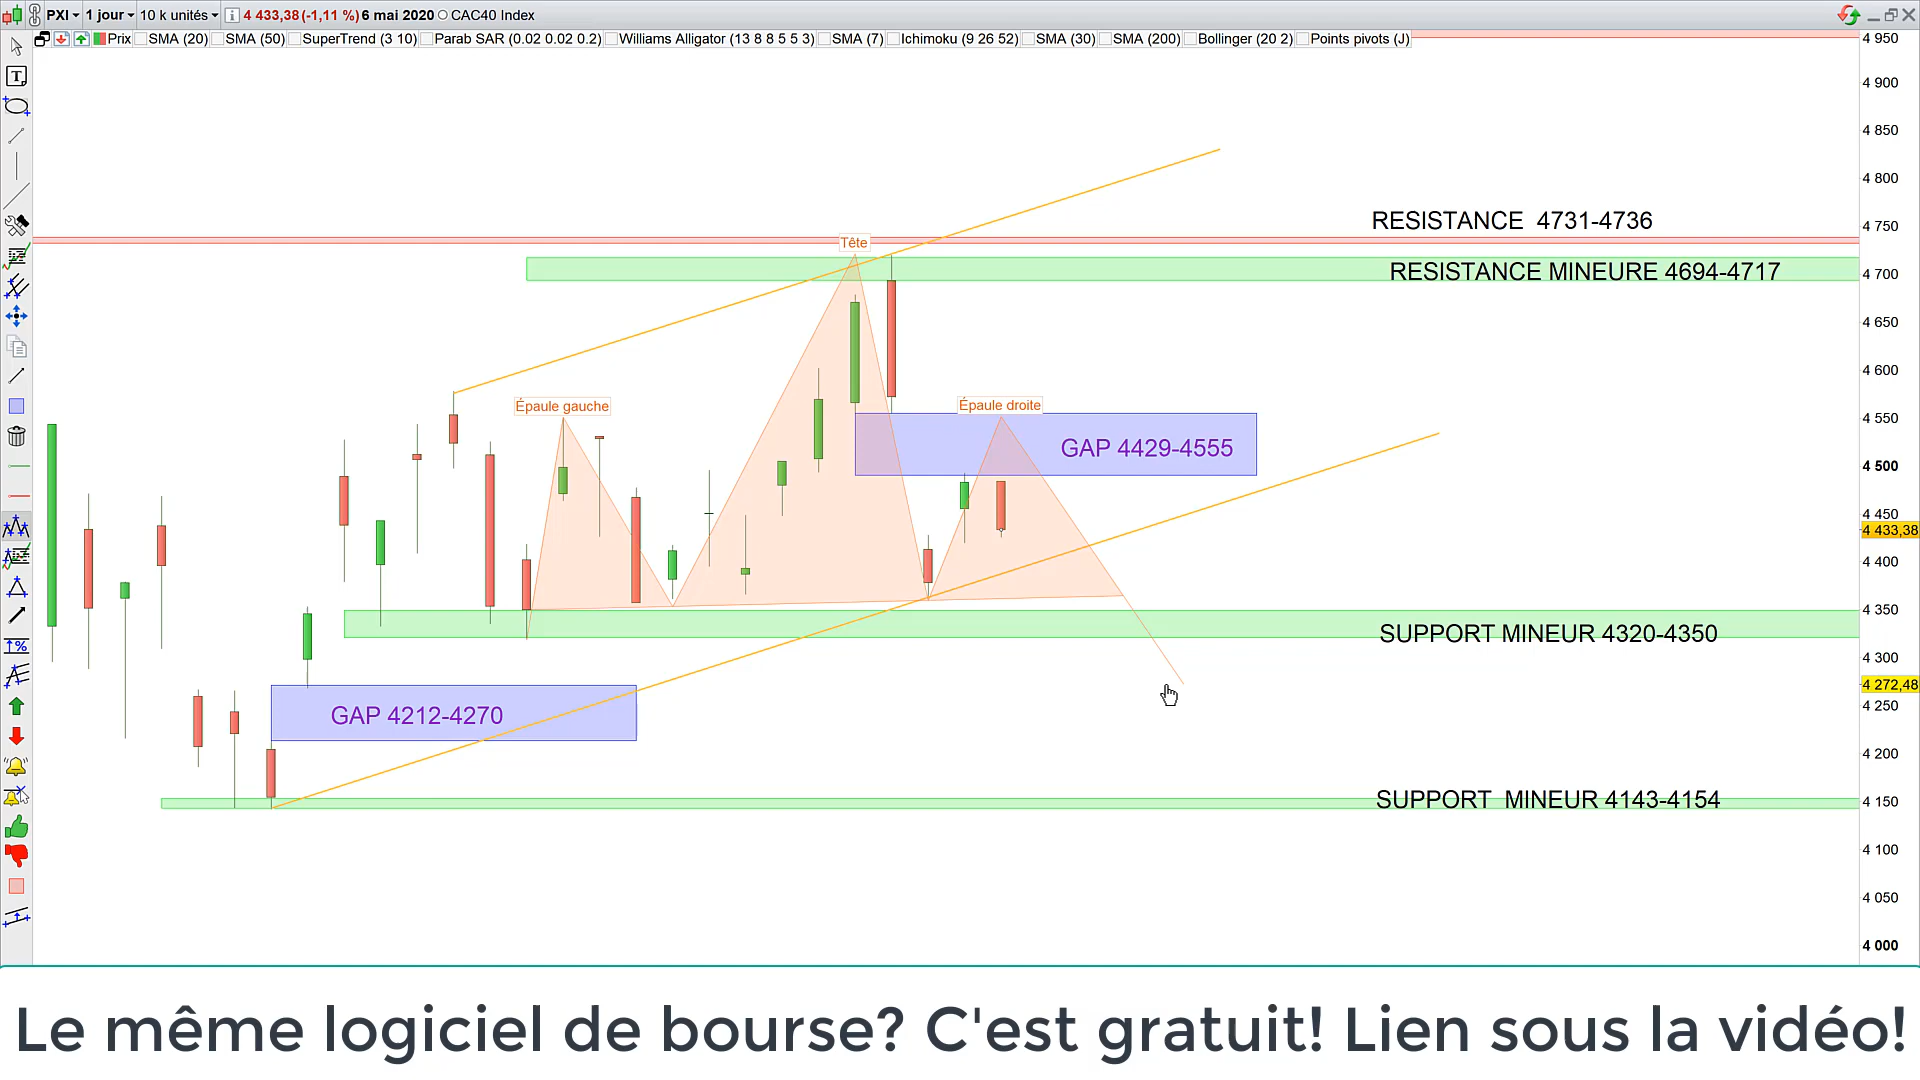 PXI 1 jour 10 k unités 4 433,38 (-1,11 %) 6 mai 2020 CAC40 Index
Prix SMA (20) SMA (50) SuperTrend (3 10) Parab SAR (0.02 0.02 0.2) Williams Alligator (13 8 8 5 5 3) SMA (7) Ichimoku (9 26 52) SMA (30) SMA (200) Bollinger (20 2) Points pivots (J)
4 950
4 900
4 850
4 800
4 750
4 700
4 650
4 600
4 550
4 500
4 450
4 433,38
4 400
4 350
4 300
4 272,48
4 250
4 200
4 150
4 100
4 050
4 000
RESISTANCE 4731-4736
Tête
RESISTANCE MINEURE 4694-4717
Épaule gauche
Épaule droite
GAP 4429-4555
SUPPORT MINEUR 4320-4350
GAP 4212-4270
SUPPORT MINEUR 4143-4154
Le même logiciel de bourse? C'est gratuit! Lien sous la vidéo!